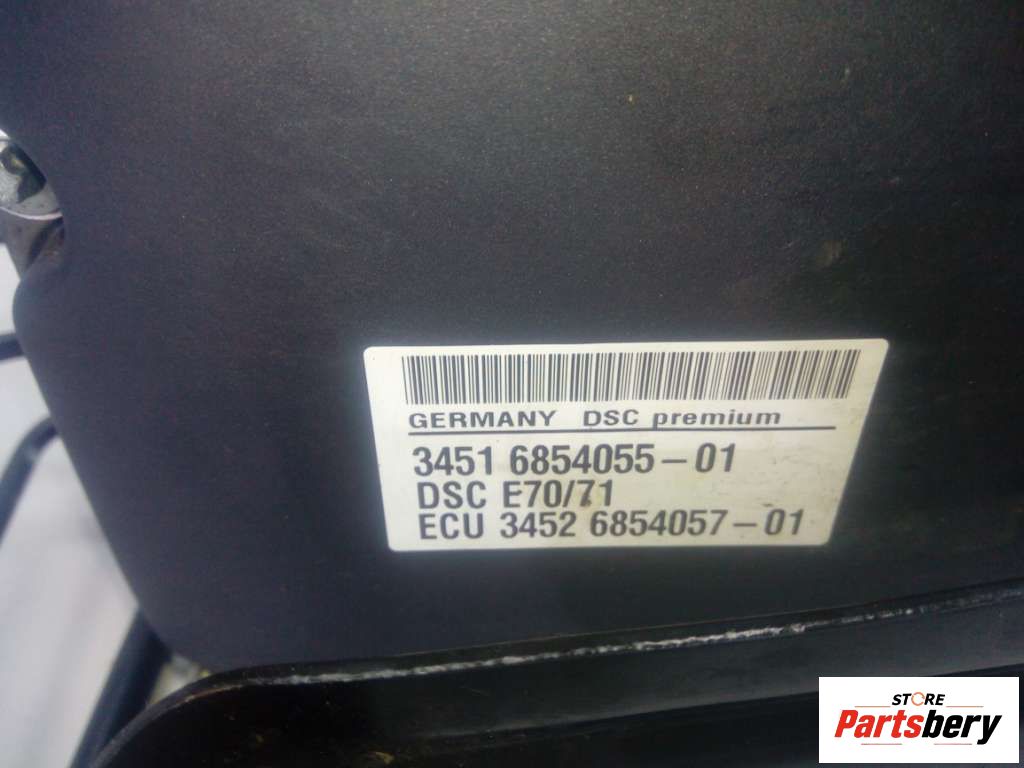 GERMANY DSC premium
3451 6854055-01
DSC E70/71
ECU 3452 6854057-01
STORE
Partsbery